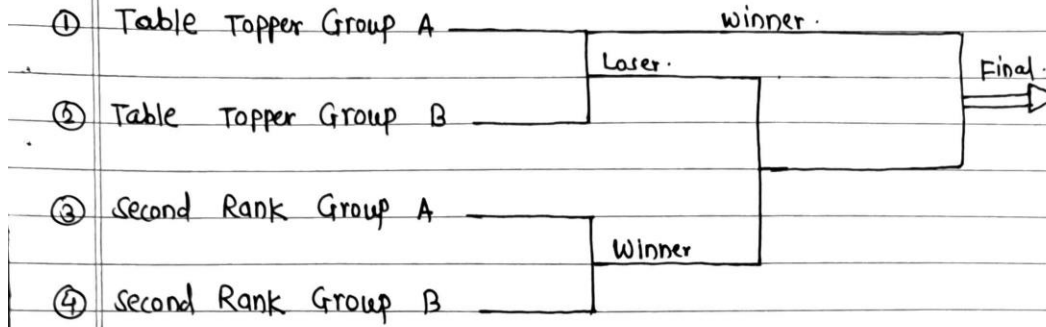 ① Table Topper Group A winner.
Loser.
Final.
② Table Topper Group B
③ Second Rank Group A
Winner
④ Second Rank Group B